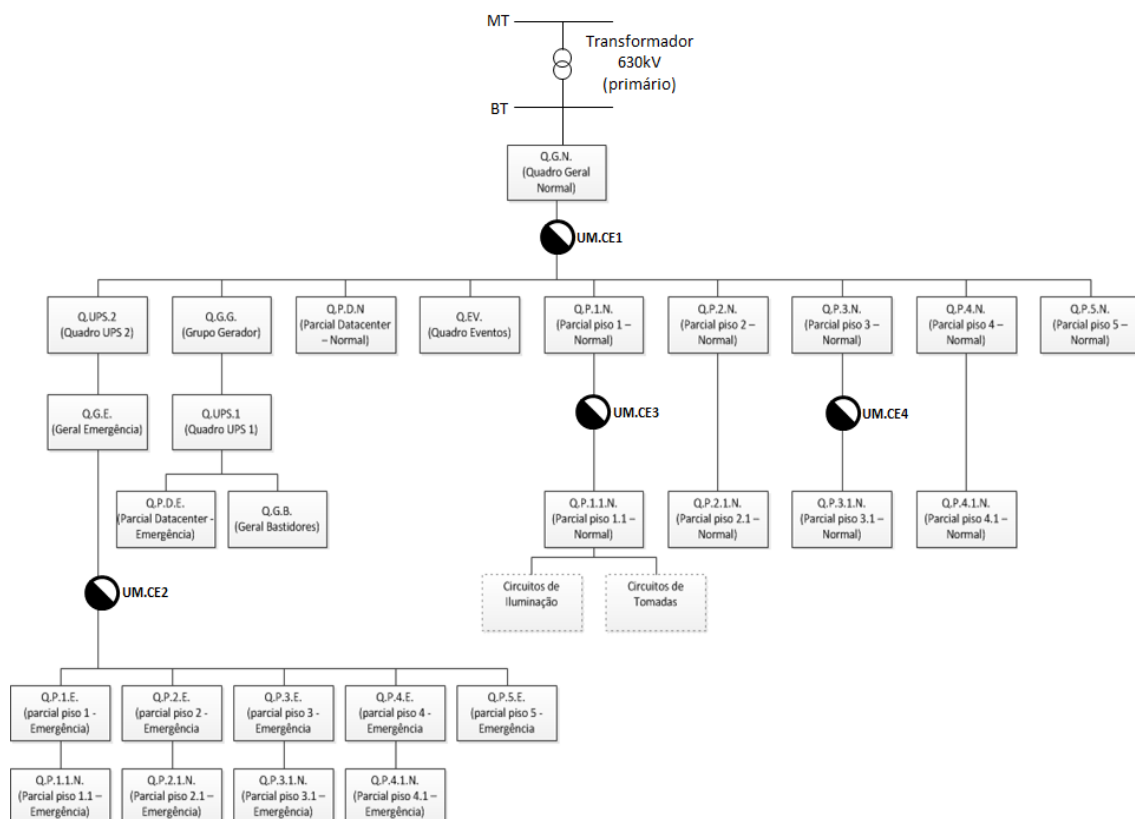 MT
Transformador
630kV
(primário)
BT
Q.G.N.
(Quadro Geral
Normal)
UM.CE1
Q.UPS.2
(Quadro UPS 2)
Q.G.G.
(Grupo Gerador)
Q.P.D.N
(Parcial Datacenter
– Normal)
Q.EV.
(Quadro Eventos)
Q.P.1.N.
(Parcial piso 1 –
Normal)
Q.P.2.N.
(Parcial piso 2 –
Normal)
Q.P.3.N.
(Parcial piso 3 –
Normal)
Q.P.4.N.
(Parcial piso 4 –
Normal)
Q.P.5.N.
(Parcial piso 5 –
Normal)
Q.G.E.
(Geral Emergência)
Q.UPS.1
(Quadro UPS 1)
UM.CE3
UM.CE4
Q.P.D.E.
(Parcial Datacenter -
Emergência)
Q.G.B.
(Geral Bastidores)
Q.P.1.1.N.
(Parcial piso 1.1 –
Normal)
Q.P.2.1.N.
(Parcial piso 2.1 –
Normal)
Q.P.3.1.N.
(Parcial piso 3.1 –
Normal)
Q.P.4.1.N.
(Parcial piso 4.1 –
Normal)
UM.CE2
Circuitos de
Iluminação
Circuitos de
Tomadas
Q.P.1.E.
(parcial piso 1 -
Emergência)
Q.P.2.E.
(parcial piso 2 -
Emergência
Q.P.3.E.
(parcial piso 3 -
Emergência
Q.P.4.E.
(parcial piso 4 -
Emergência
Q.P.5.E.
(parcial piso 5 -
Emergência
Q.P.1.1.N.
(Parcial piso 1.1 –
Emergência)
Q.P.2.1.N.
(Parcial piso 2.1 –
Emergência)
Q.P.3.1.N.
(Parcial piso 3.1 –
Emergência)
Q.P.4.1.N.
(Parcial piso 4.1 –
Emergência)